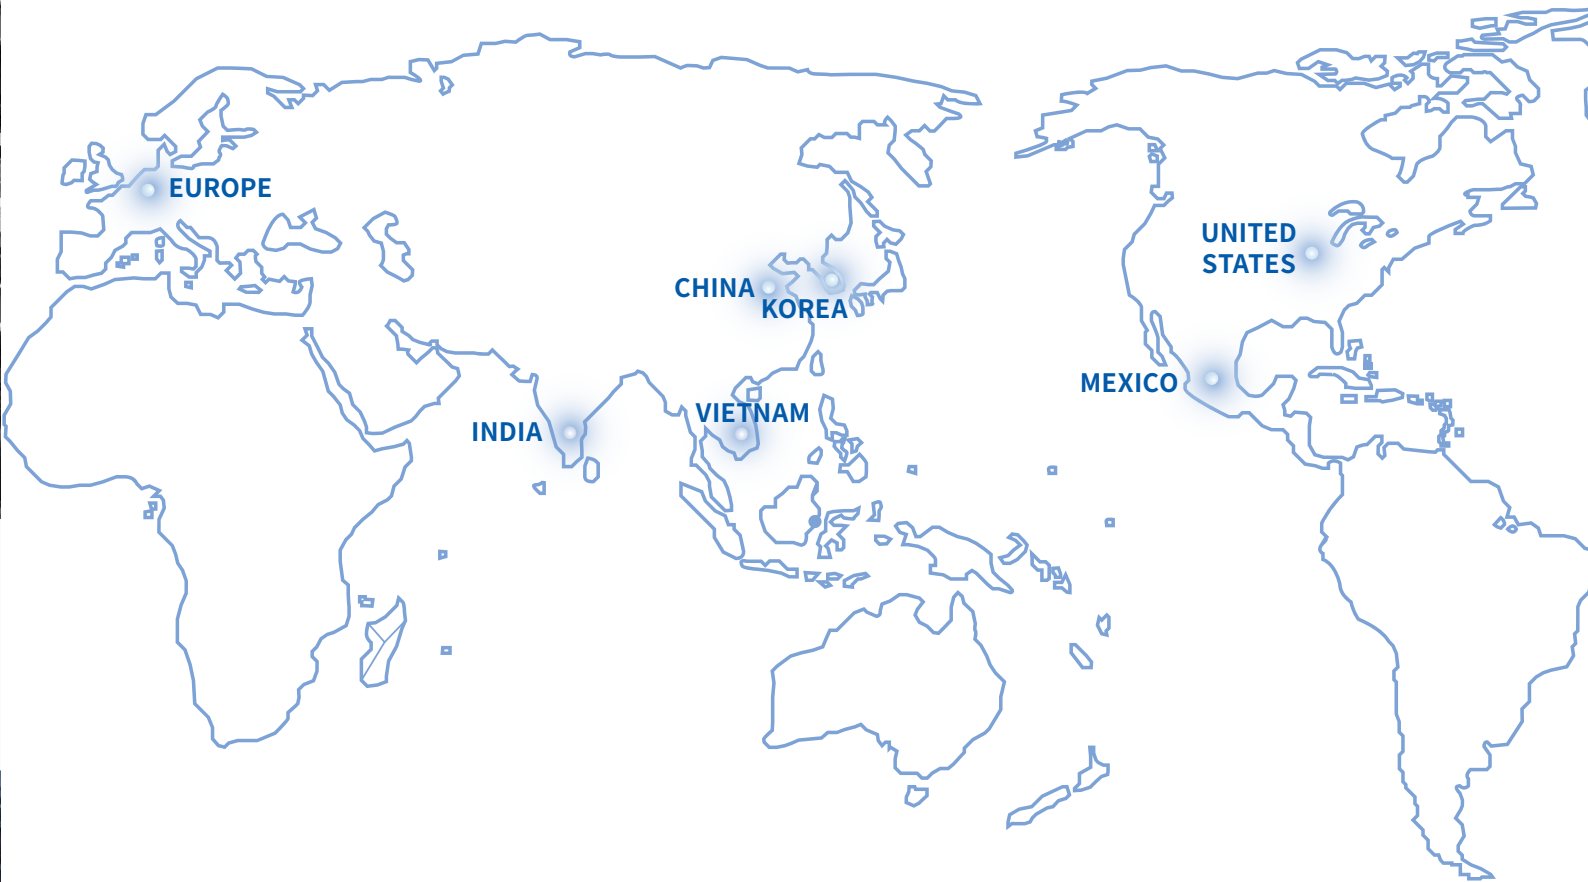 EUROPE
UNITED
STATES
CHINA
KOREA
MEXICO
VIETNAM
INDIA